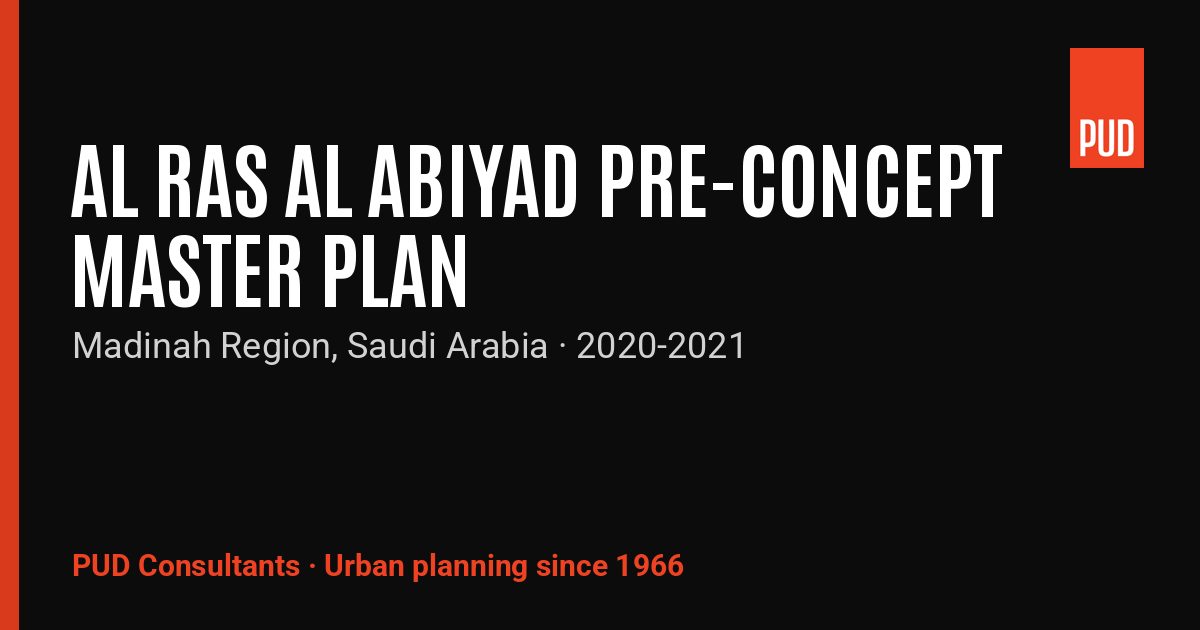 PUD
AL RAS AL ABIYAD PRE-CONCEPT
MASTER PLAN
Madinah Region, Saudi Arabia · 2020-2021
PUD Consultants · Urban planning since 1966